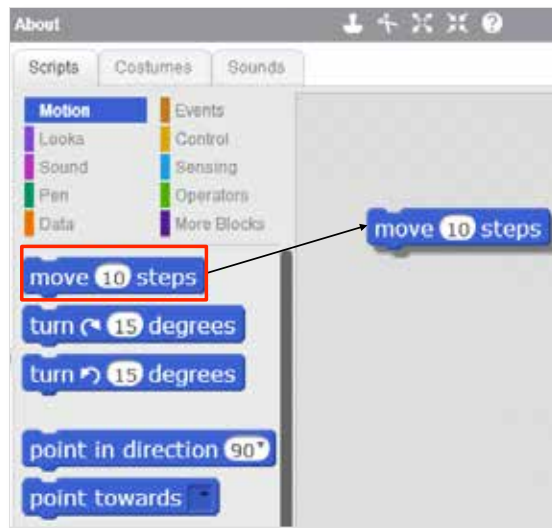 About
Scripts Costumes Sounds
Motion Events
Looks Control
Sound Sensing
Pen Operators
Data More Blocks
move 10 steps
move 10 steps
turn 15 degrees
turn 15 degrees
point in direction 90
point towards